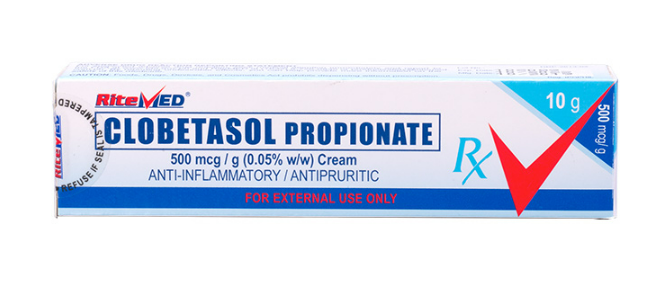 RiteMED®
CLOBETASOL PROPIONATE
500 mcg / g (0.05% w/w) Cream
ANTI-INFLAMMATORY / ANTIPRURITIC
FOR EXTERNAL USE ONLY
Rx
10 g
500 mcg/g
RiteMED
REFUSE IF SEAL IS TAMPERED